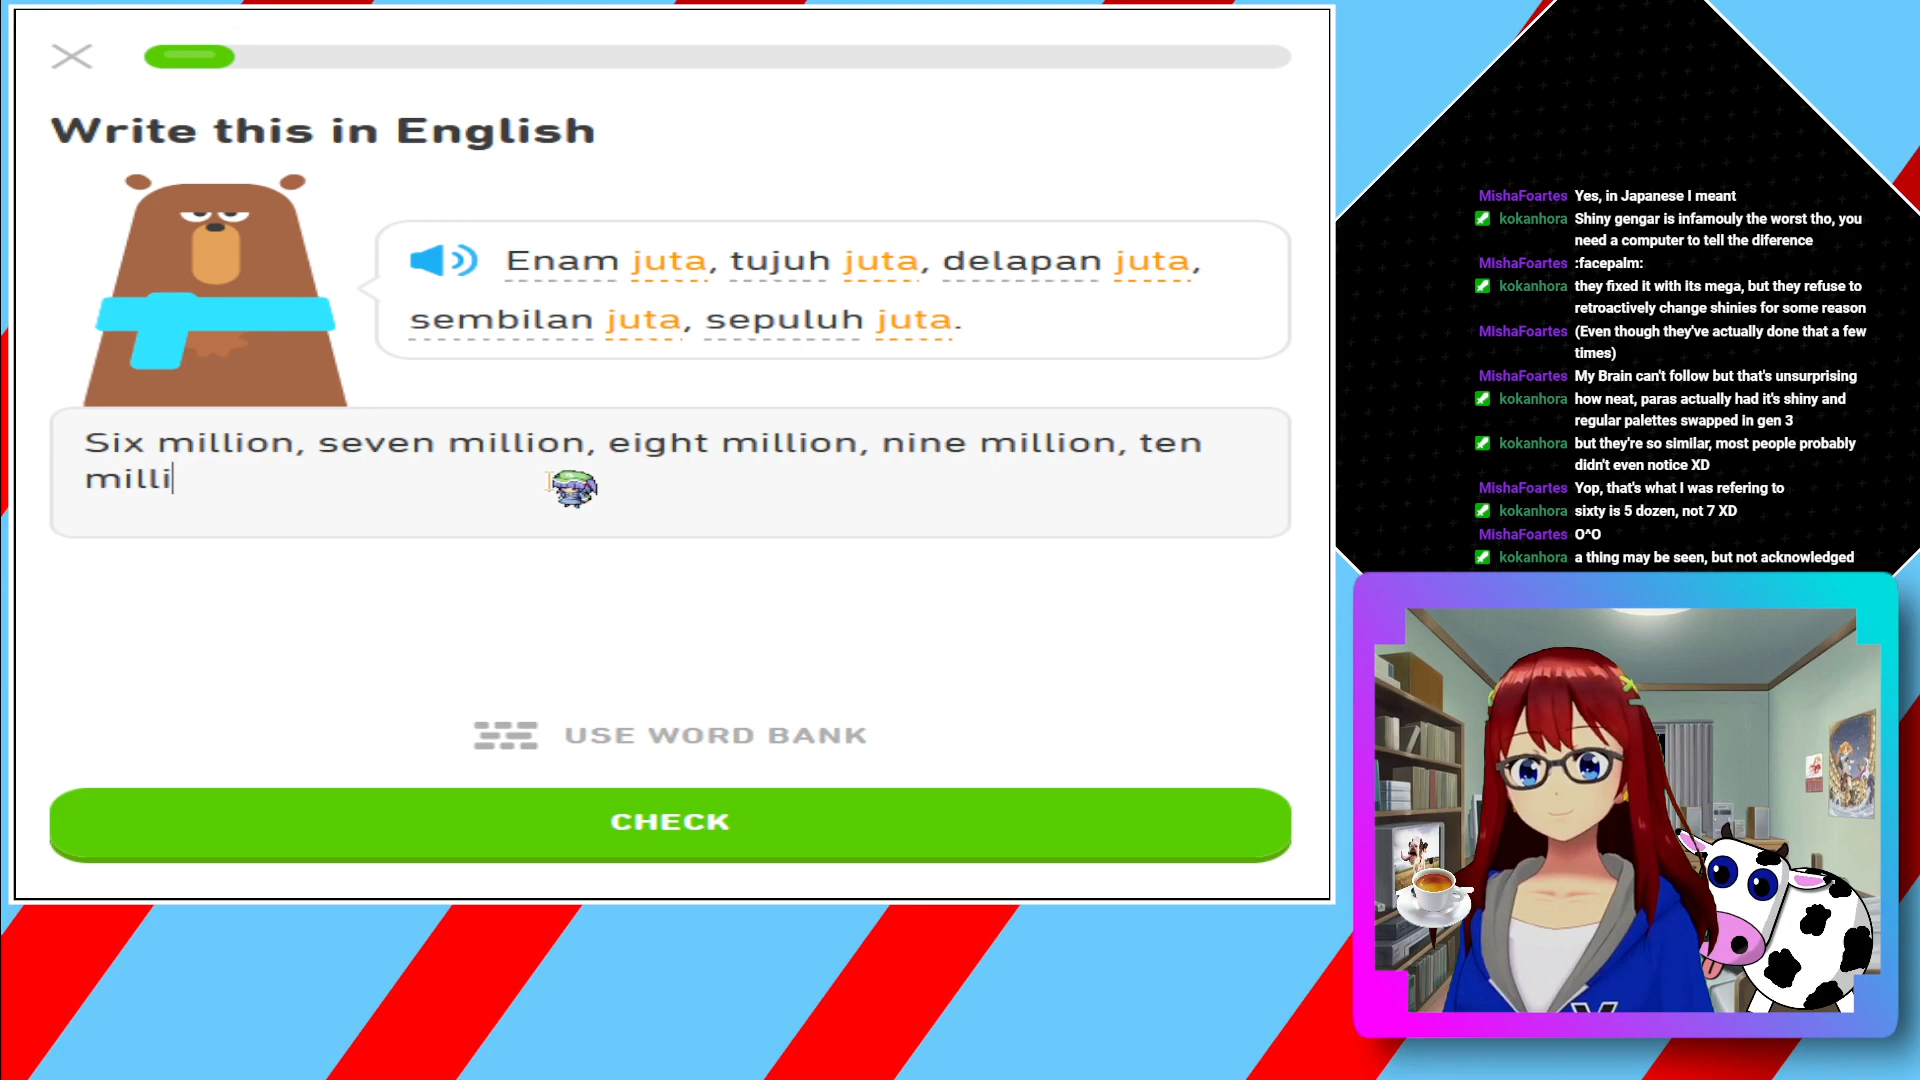 Write this in English
Enam juta, tujuh juta, delapan juta,
sembilan juta, sepuluh juta.
Six million, seven million, eight million, nine million, ten
milli
USE WORD BANK
CHECK
MishaFoartes Yes, in Japanese I meant
kokanhora Shiny gengar is infamouly the worst tho, you
need a computer to tell the diference
MishaFoartes :facepalm:
kokanhora they fixed it with its mega, but they refuse to
retroactively change shinies for some reason
MishaFoartes (Even though they've actually done that a few
times)
MishaFoartes My Brain can't follow but that's unsurprising
kokanhora how neat, paras actually had it's shiny and
regular palettes swapped in gen 3
kokanhora but they're so similar, most people probably
didn't even notice XD
MishaFoartes Yop, that's what I was refering to
kokanhora sixty is 5 dozen, not 7 XD
MishaFoartes O^O
kokanhora a thing may be seen, but not acknowledged